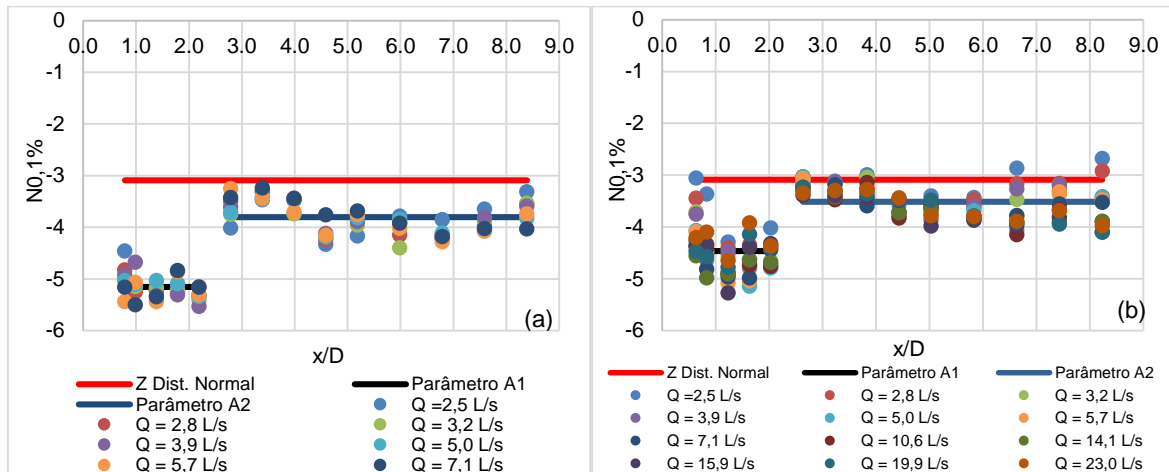 0
0.0 1.0 2.0 3.0 4.0 5.0 6.0 7.0 8.0 9.0
-1
-2
-3
-4
-5
-6
N0,1%
(a)
x/D
Z Dist. Normal
Parâmetro A1
Parâmetro A2
Q =2,5 L/s
Q = 2,8 L/s
Q = 3,2 L/s
Q = 3,9 L/s
Q = 5,0 L/s
Q = 5,7 L/s
Q = 7,1 L/s
0
0.0 1.0 2.0 3.0 4.0 5.0 6.0 7.0 8.0 9.0
-1
-2
-3
-4
-5
-6
N0,1%
(b)
x/D
Z Dist. Normal
Parâmetro A1
Parâmetro A2
Q =2,5 L/s
Q = 2,8 L/s
Q = 3,2 L/s
Q = 3,9 L/s
Q = 5,0 L/s
Q = 5,7 L/s
Q = 7,1 L/s
Q = 10,6 L/s
Q = 14,1 L/s
Q = 15,9 L/s
Q = 19,9 L/s
Q = 23,0 L/s